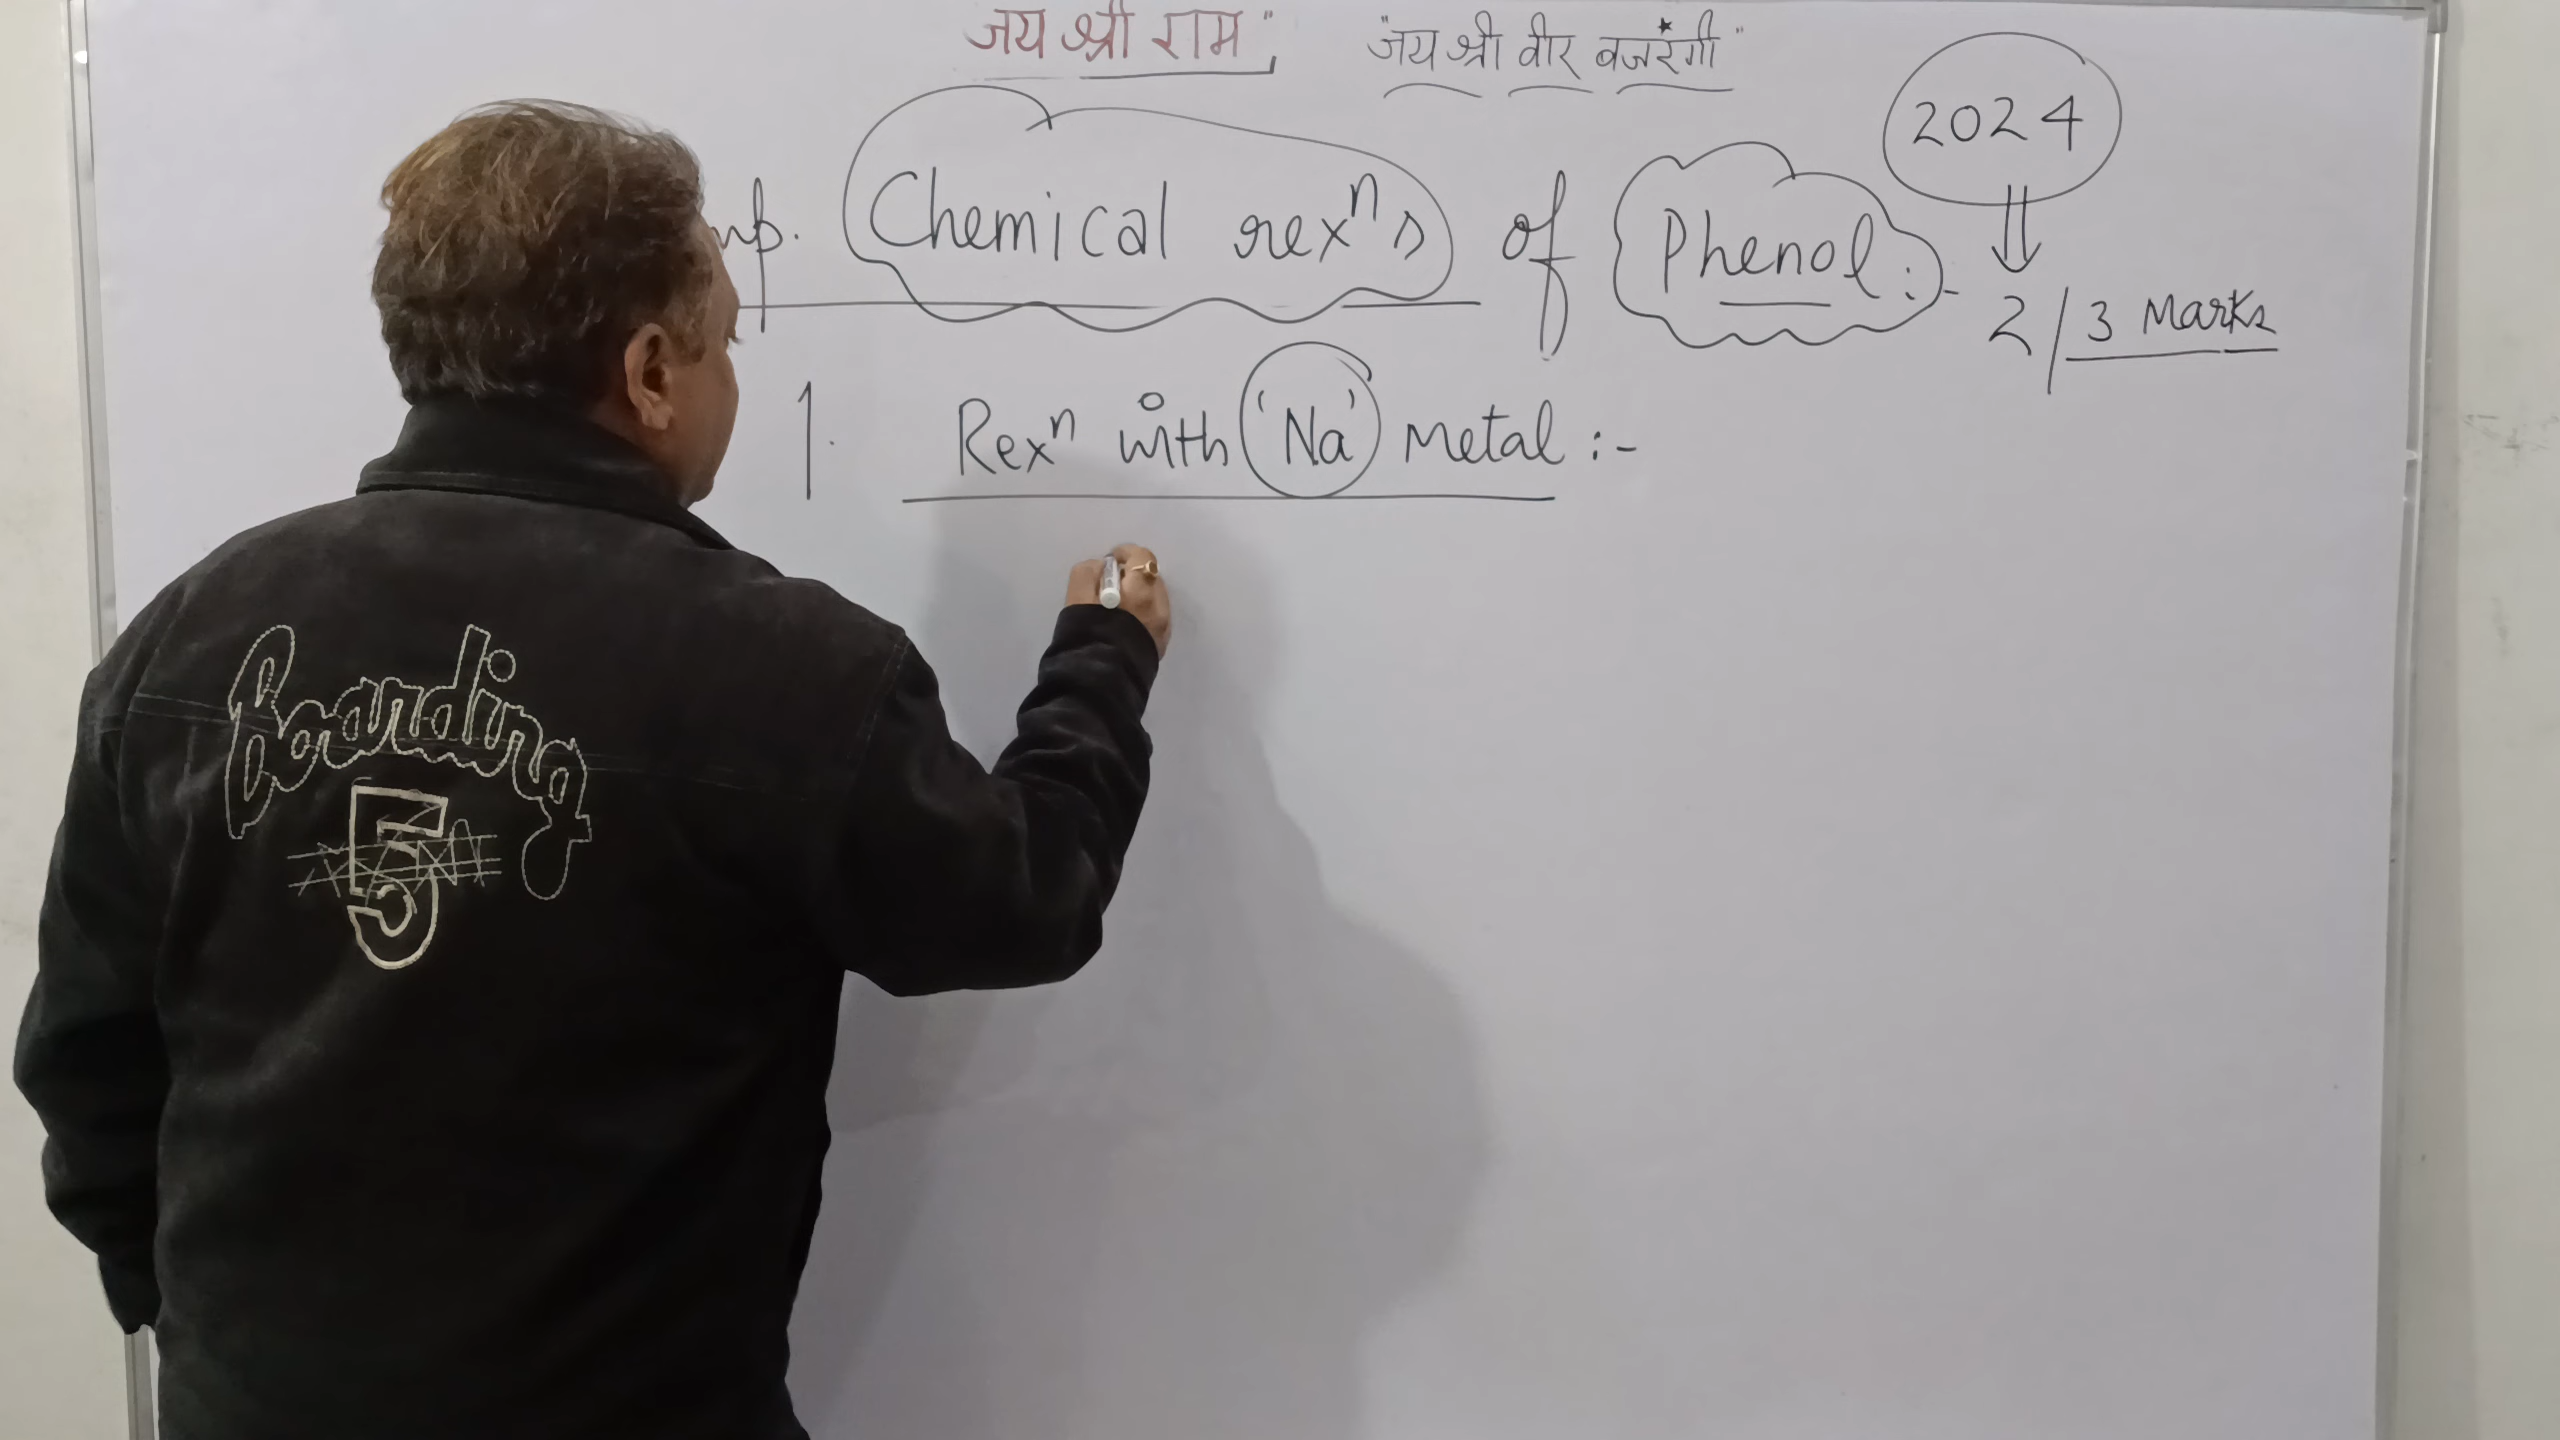 जय श्री राम" "जय श्री वीर बजरंगी"
2024
Chemical rexⁿs of Phenol :-
2/3 Marks
1. Rexⁿ with 'Na' Metal :-
Boarding
5